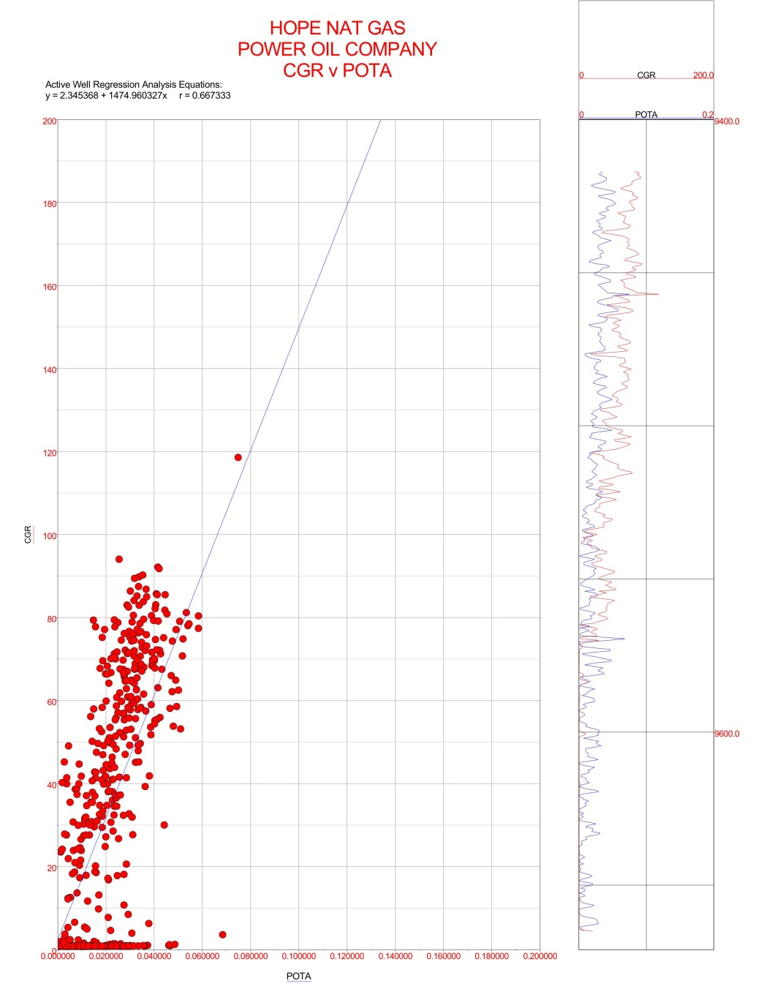 HOPE NAT GAS
POWER OIL COMPANY
CGR v POTA
Active Well Regression Analysis Equations:
y = 2.345368 + 1474.960327x r = 0.667333
0 CGR 200.0
0 POTA 0.2
9400.0
9600.0
200
180
160
140
120
100
80
60
40
20
0
CGR
0.000000 0.020000 0.040000 0.060000 0.080000 0.100000 0.120000 0.140000 0.160000 0.180000 0.200000
POTA